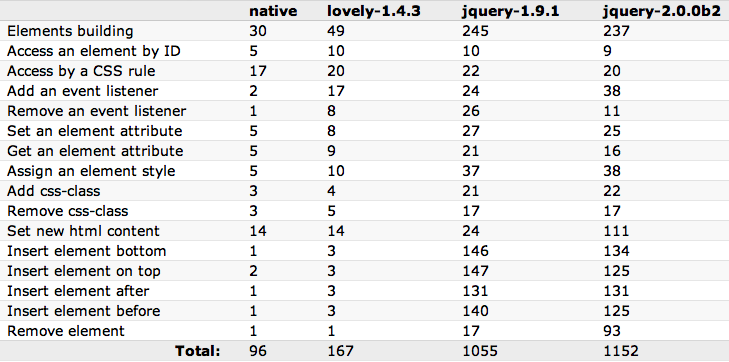 native lovely-1.4.3 jquery-1.9.1 jquery-2.0.0b2
Elements building 30 49 245 237
Access an element by ID 5 10 10 9
Access by a CSS rule 17 20 22 20
Add an event listener 2 17 24 38
Remove an event listener 1 8 26 11
Set an element attribute 5 8 27 25
Get an element attribute 5 9 21 16
Assign an element style 5 10 37 38
Add css-class 3 4 21 22
Remove css-class 3 5 17 17
Set new html content 14 14 24 111
Insert element bottom 1 3 146 134
Insert element on top 2 3 147 125
Insert element after 1 3 131 131
Insert element before 1 3 140 125
Remove element 1 1 17 93
Total: 96 167 1055 1152